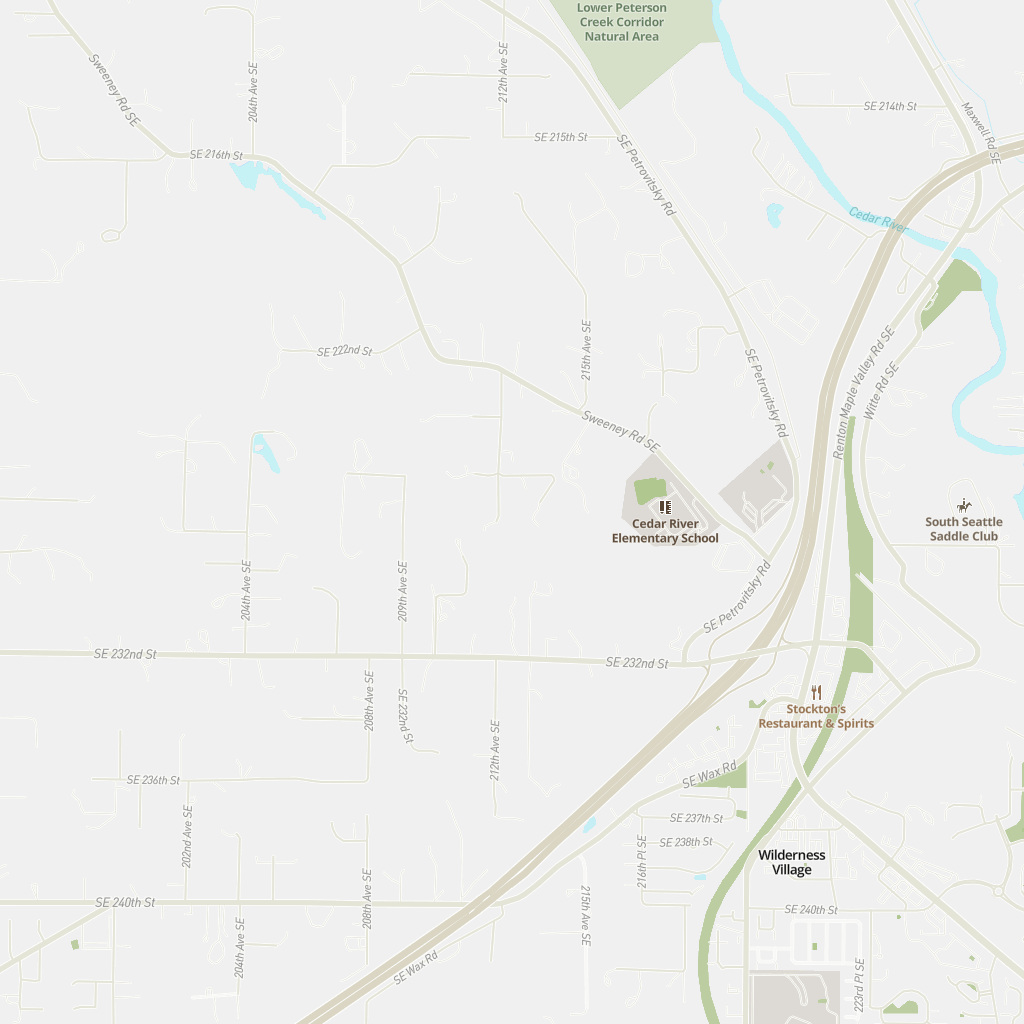 Lower Peterson
Creek Corridor
Natural Area
Sweeney Rd SE
204th Ave SE
212th Ave SE
SE 214th St
Maxwell Rd SE
SE 215th St
SE Petrovitsky Rd
SE 216th St
Cedar River
215th Ave SE
SE 222nd St
SE Petrovitsky Rd
Renton Maple Valley Rd SE
Witte Rd SE
Sweeney Rd SE
Cedar River
Elementary School
South Seattle
Saddle Club
204th Ave SE
209th Ave SE
SE Petrovitsky Rd
SE 232nd St
SE 232nd St
208th Ave SE
SE 232nd St
212th Ave SE
Stockton's
Restaurant & Spirits
SE 236th St
SE Wax Rd
202nd Ave SE
SE 237th St
SE 238th St
216th Pl SE
Wilderness
Village
208th Ave SE
SE 240th St
215th Ave SE
SE 240th St
204th Ave SE
SE Wax Rd
223rd Pl SE